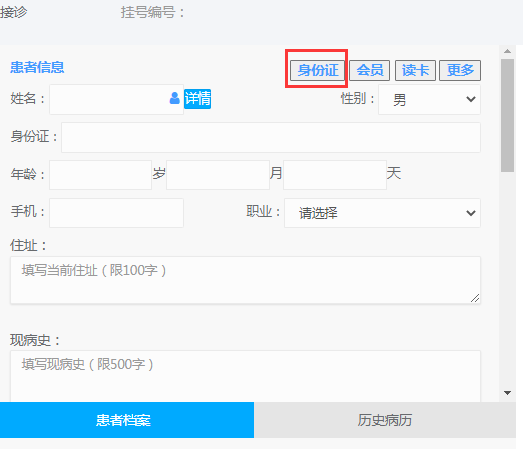 接诊 挂号编号：
患者信息 身份证 会员 读卡 更多
姓名： 详情 性别： 男
身份证：
年龄： 岁 月 天
手机： 职业： 请选择
住址：
填写当前住址（限100字）
现病史：
填写现病史（限500字）
患者档案 历史病历